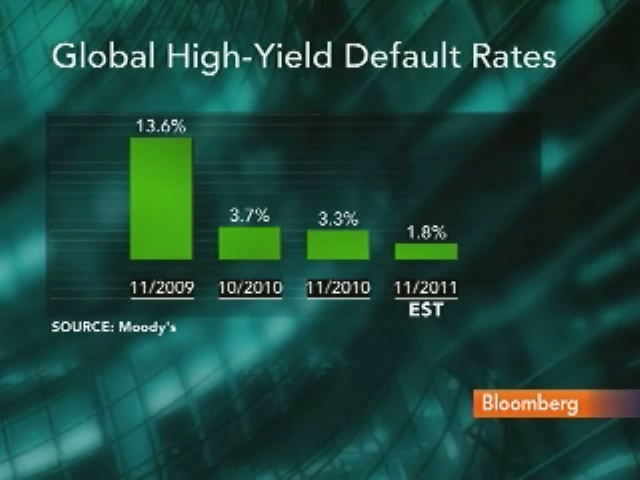 Global High-Yield Default Rates
13.6%
3.7%
3.3%
1.8%
11/2009
10/2010
11/2010
11/2011
EST
SOURCE: Moody's
Bloomberg